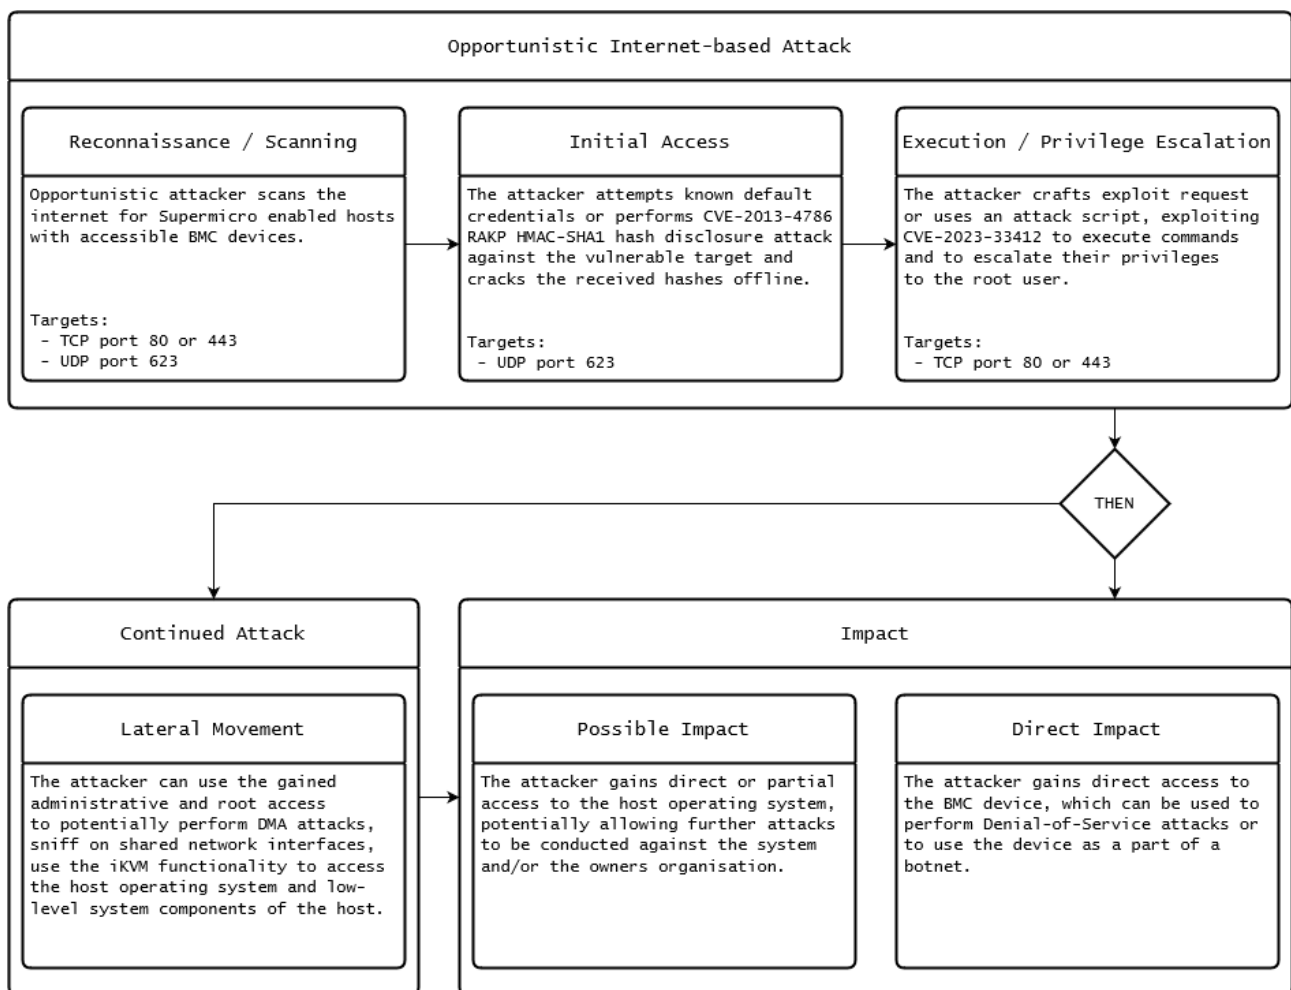 Opportunistic Internet-based Attack
Reconnaissance / Scanning
Opportunistic attacker scans the
internet for Supermicro enabled hosts
with accessible BMC devices.
Targets:
- TCP port 80 or 443
- UDP port 623
Initial Access
The attacker attempts known default
credentials or performs CVE-2013-4786
RAKP HMAC-SHA1 hash disclosure attack
against the vulnerable target and
cracks the received hashes offline.
Targets:
- UDP port 623
Execution / Privilege Escalation
The attacker crafts exploit request
or uses an attack script, exploiting
CVE-2023-33412 to execute commands
and to escalate their privileges
to the root user.
Targets:
- TCP port 80 or 443
THEN
Continued Attack
Lateral Movement
The attacker can use the gained
administrative and root access
to potentially perform DMA attacks,
sniff on shared network interfaces,
use the iKVM functionality to access
the host operating system and low-
level system components of the host.
Impact
Possible Impact
The attacker gains direct or partial
access to the host operating system,
potentially allowing further attacks
to be conducted against the system
and/or the owners organisation.
Direct Impact
The attacker gains direct access to
the BMC device, which can be used to
perform Denial-of-Service attacks or
to use the device as a part of a
botnet.